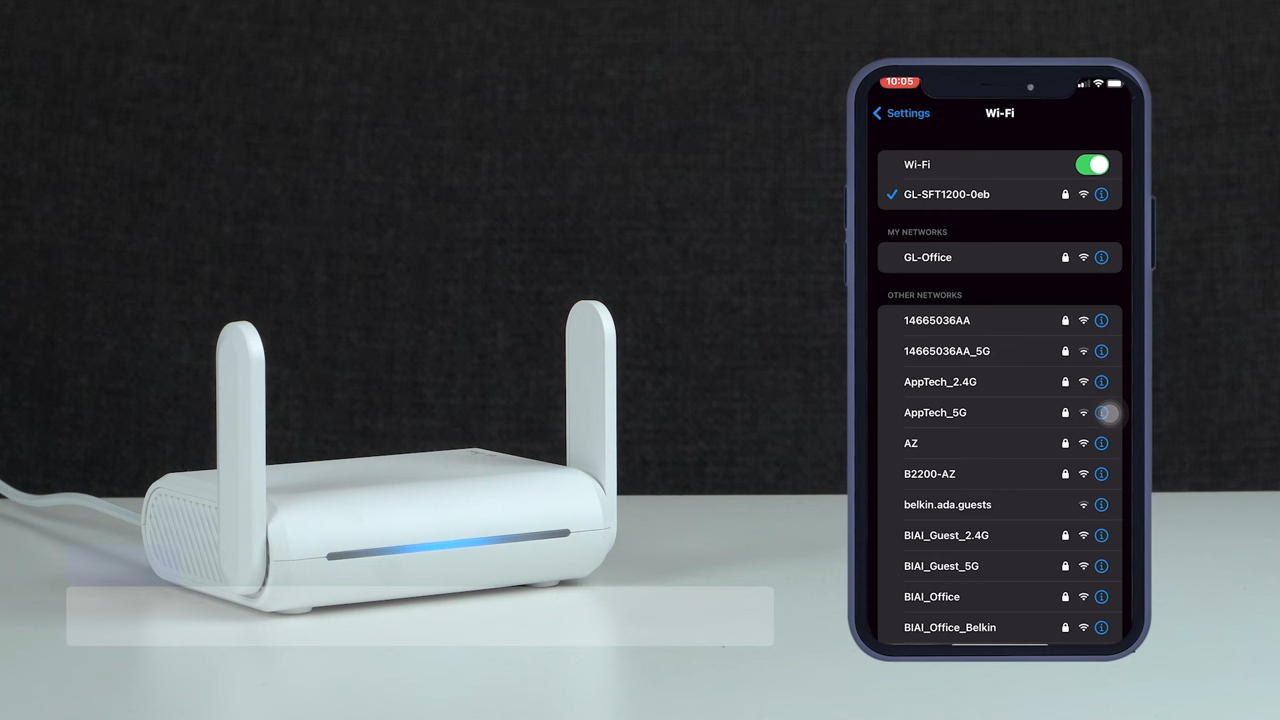 10:05
Settings
Wi-Fi
Wi-Fi
GL-SFT1200-0eb
MY NETWORKS
GL-Office
OTHER NETWORKS
14665036AA
14665036AA_5G
AppTech_2.4G
AppTech_5G
AZ
B2200-AZ
belkin.ada.guests
BIAI_Guest_2.4G
BIAI_Guest_5G
BIAI_Office
BIAI_Office_Belkin